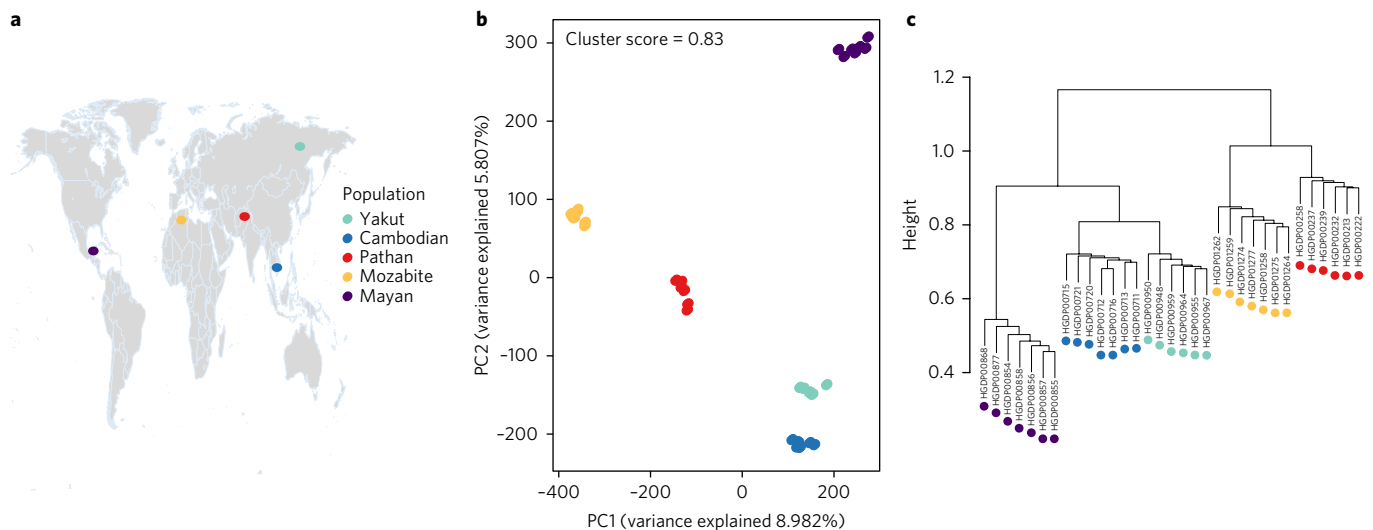 a
Population
Yakut
Cambodian
Pathan
Mozabite
Mayan
b
Cluster score = 0.83
300
200
100
0
−100
−200
PC2 (variance explained 5.807%)
−400
−200
0
200
PC1 (variance explained 8.982%)
c
Height
1.2
1.0
0.8
0.6
0.4
HGDP00868
HGDP00877
HGDP00854
HGDP00858
HGDP00856
HGDP00857
HGDP00855
HGDP00715
HGDP00721
HGDP00720
HGDP00712
HGDP00716
HGDP00713
HGDP00711
HGDP00950
HGDP00948
HGDP00959
HGDP00964
HGDP00955
HGDP00967
HGDP01262
HGDP01259
HGDP01274
HGDP01277
HGDP01258
HGDP01275
HGDP01264
HGDP00258
HGDP00237
HGDP00239
HGDP00232
HGDP00213
HGDP00222